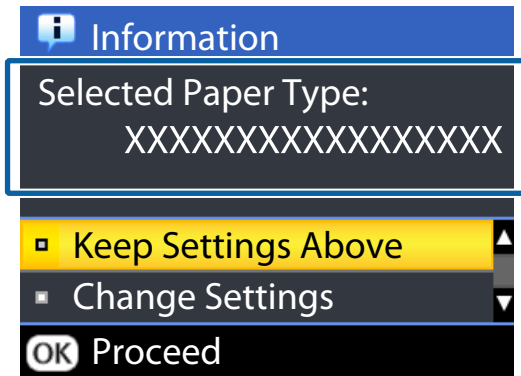 Information
Selected Paper Type:
XXXXXXXXXXXXXXXXX
Keep Settings Above
Change Settings
OK Proceed